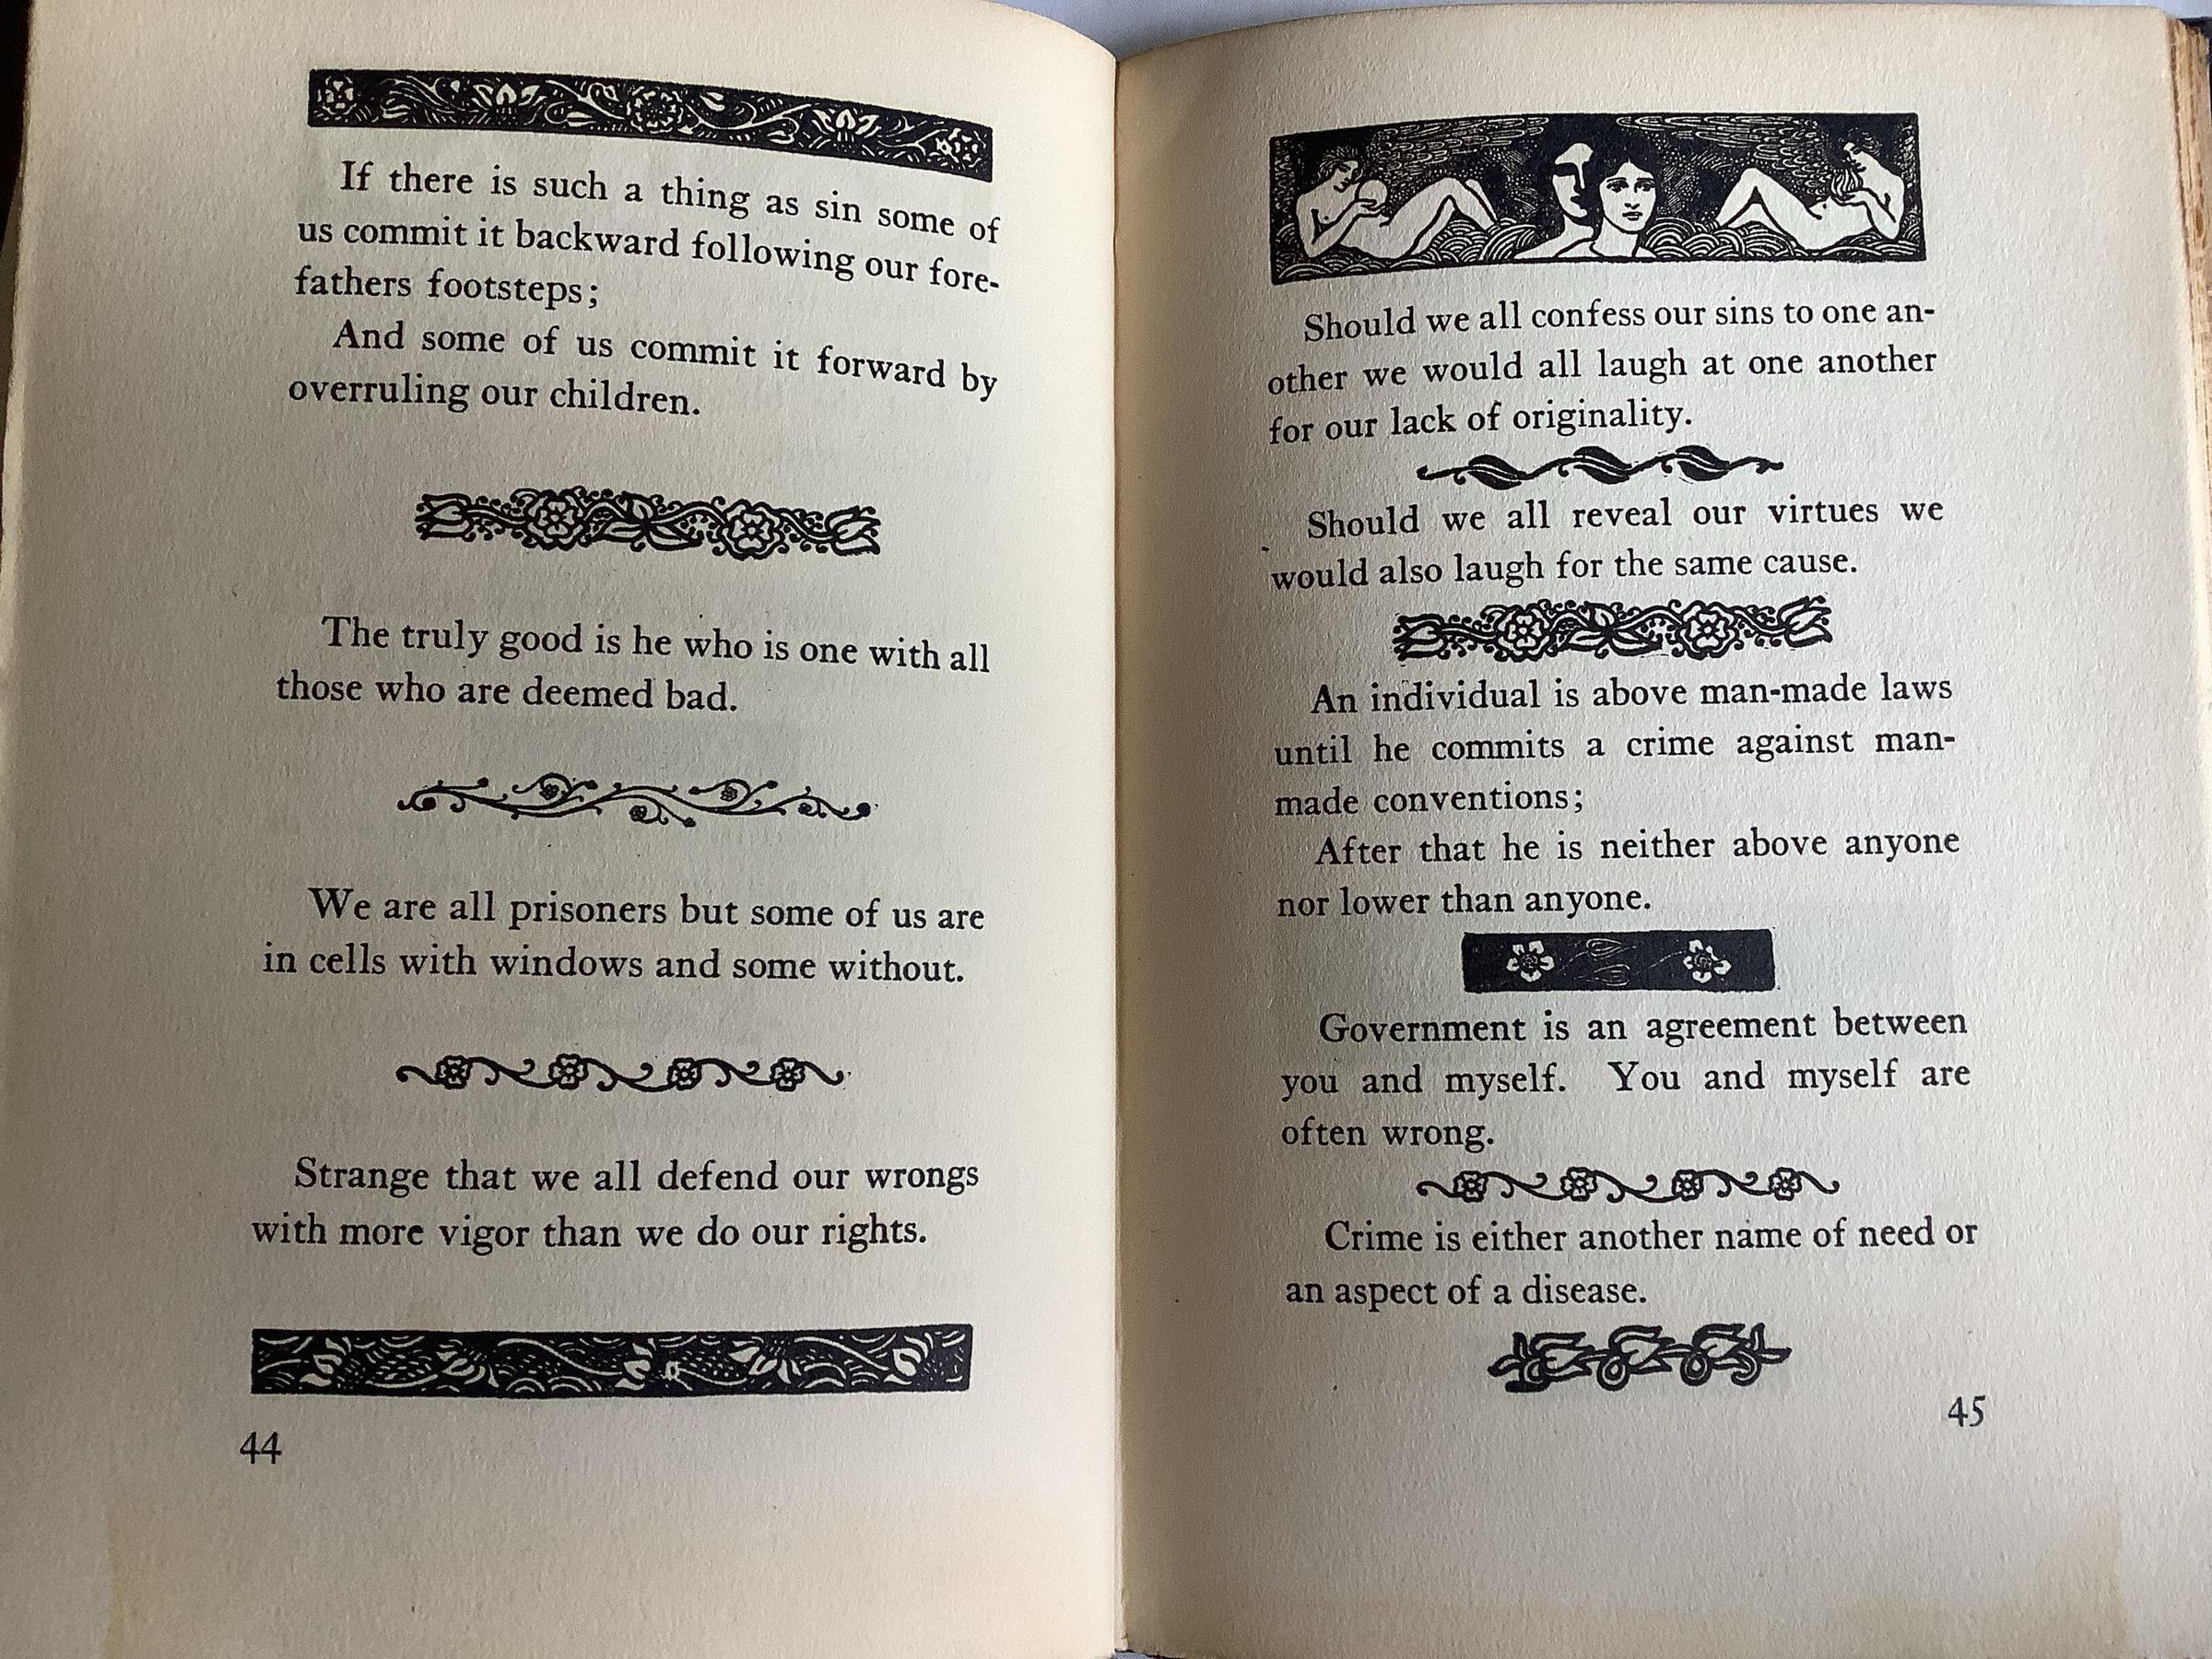 If there is such a thing as sin some of
us commit it backward following our fore-
fathers footsteps;
And some of us commit it forward by
overruling our children.
The truly good is he who is one with all
those who are deemed bad.
We are all prisoners but some of us are
in cells with windows and some without.
Strange that we all defend our wrongs
with more vigor than we do our rights.
44
Should we all confess our sins to one an-
other we would all laugh at one another
for our lack of originality.
Should we all reveal our virtues we
would also laugh for the same cause.
An individual is above man-made laws
until he commits a crime against man-
made conventions;
After that he is neither above anyone
nor lower than anyone.
Government is an agreement between
you and myself. You and myself are
often wrong.
Crime is either another name of need or
an aspect of a disease.
45